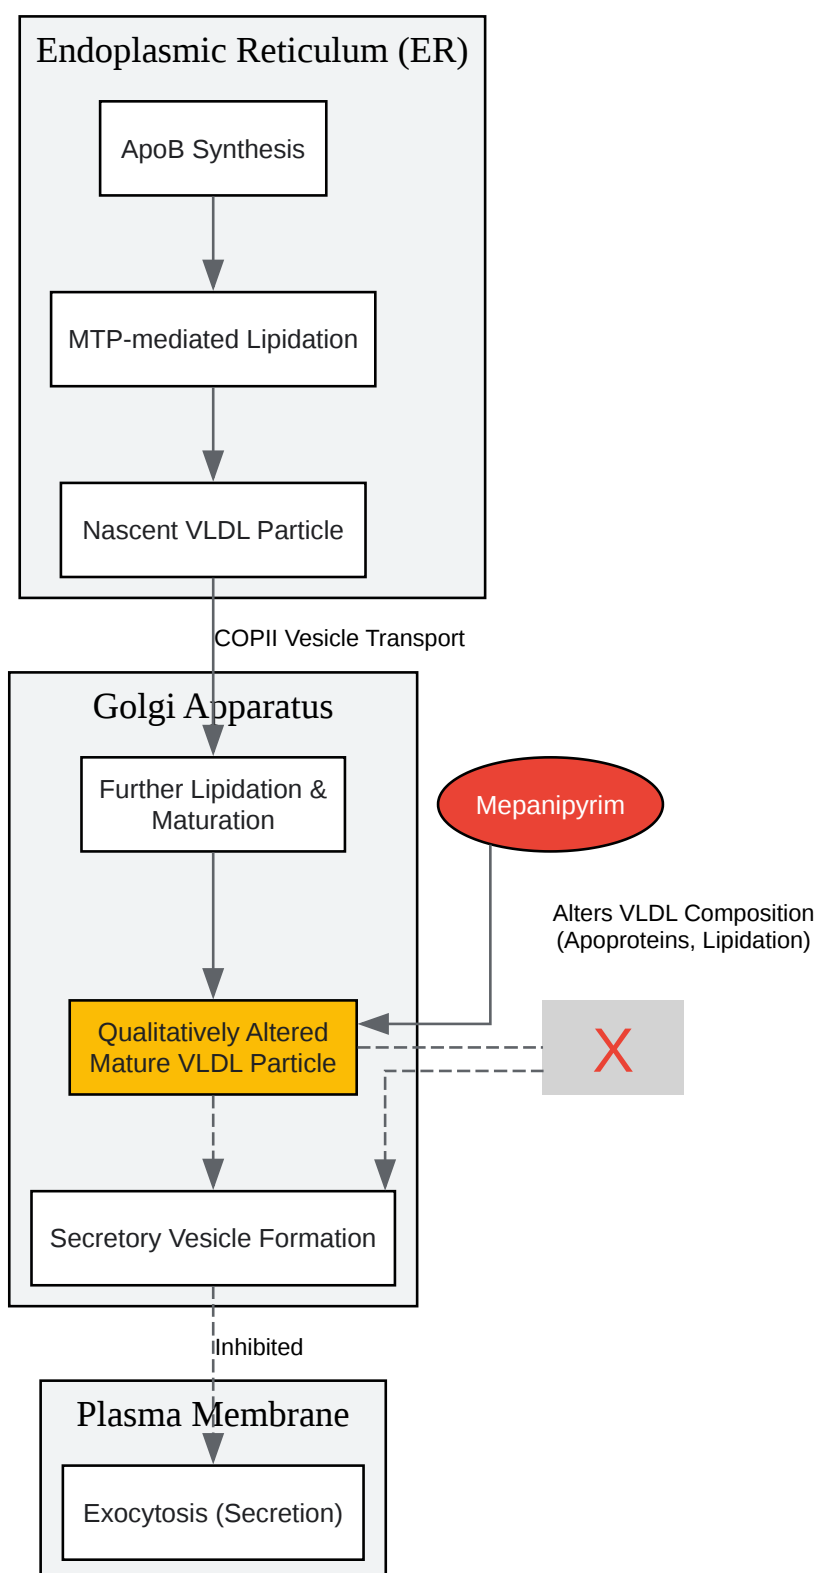 Endoplasmic Reticulum (ER)
ApoB Synthesis
MTP-mediated Lipidation
Nascent VLDL Particle
COPII Vesicle Transport
Golgi Apparatus
Further Lipidation &
Maturation
Mepanipyrim
Alters VLDL Composition
(Apoproteins, Lipidation)
Qualitatively Altered
Mature VLDL Particle
X
Secretory Vesicle Formation
Inhibited
Plasma Membrane
Exocytosis (Secretion)